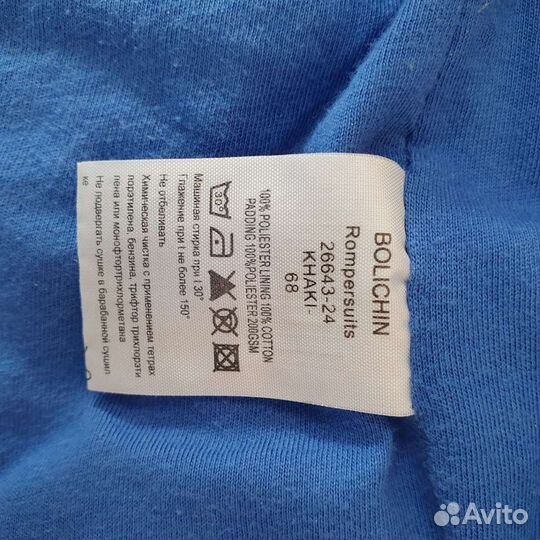 BOLICHIN
Rompersuits
26643-24
KHAKI-
68
100% POLIESTER LINING 100% COTTON
PADDING 100%POLIESTER 200GSM
30°
Машиная стирка при t 30°
Глажение при t не более 150°
Не отбеливать
Химическая чистка с применением тетрах
лорэтилена, бензина, трифтор трихлорэти
лена или монофтортрихлорметана
Не подвергать сушке в барабанной сушил
ке
Avito